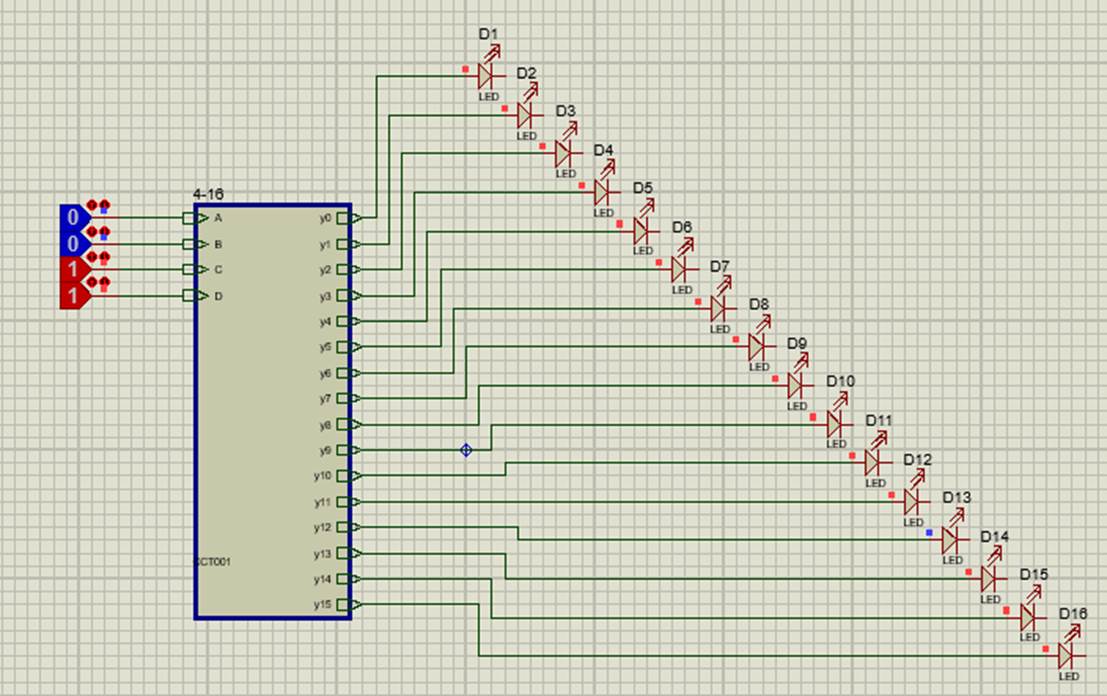 D1
LED
D2
LED
D3
LED
D4
LED
D5
LED
D6
LED
D7
LED
D8
LED
D9
LED
D10
LED
D11
LED
D12
LED
D13
LED
D14
LED
D15
LED
D16
LED
4-16
0 A y0
0 B y1
1 C y2
1 D y3
y4
y5
y6
y7
y8
y9
y10
y11
y12
y13
CCT001
y14
y15